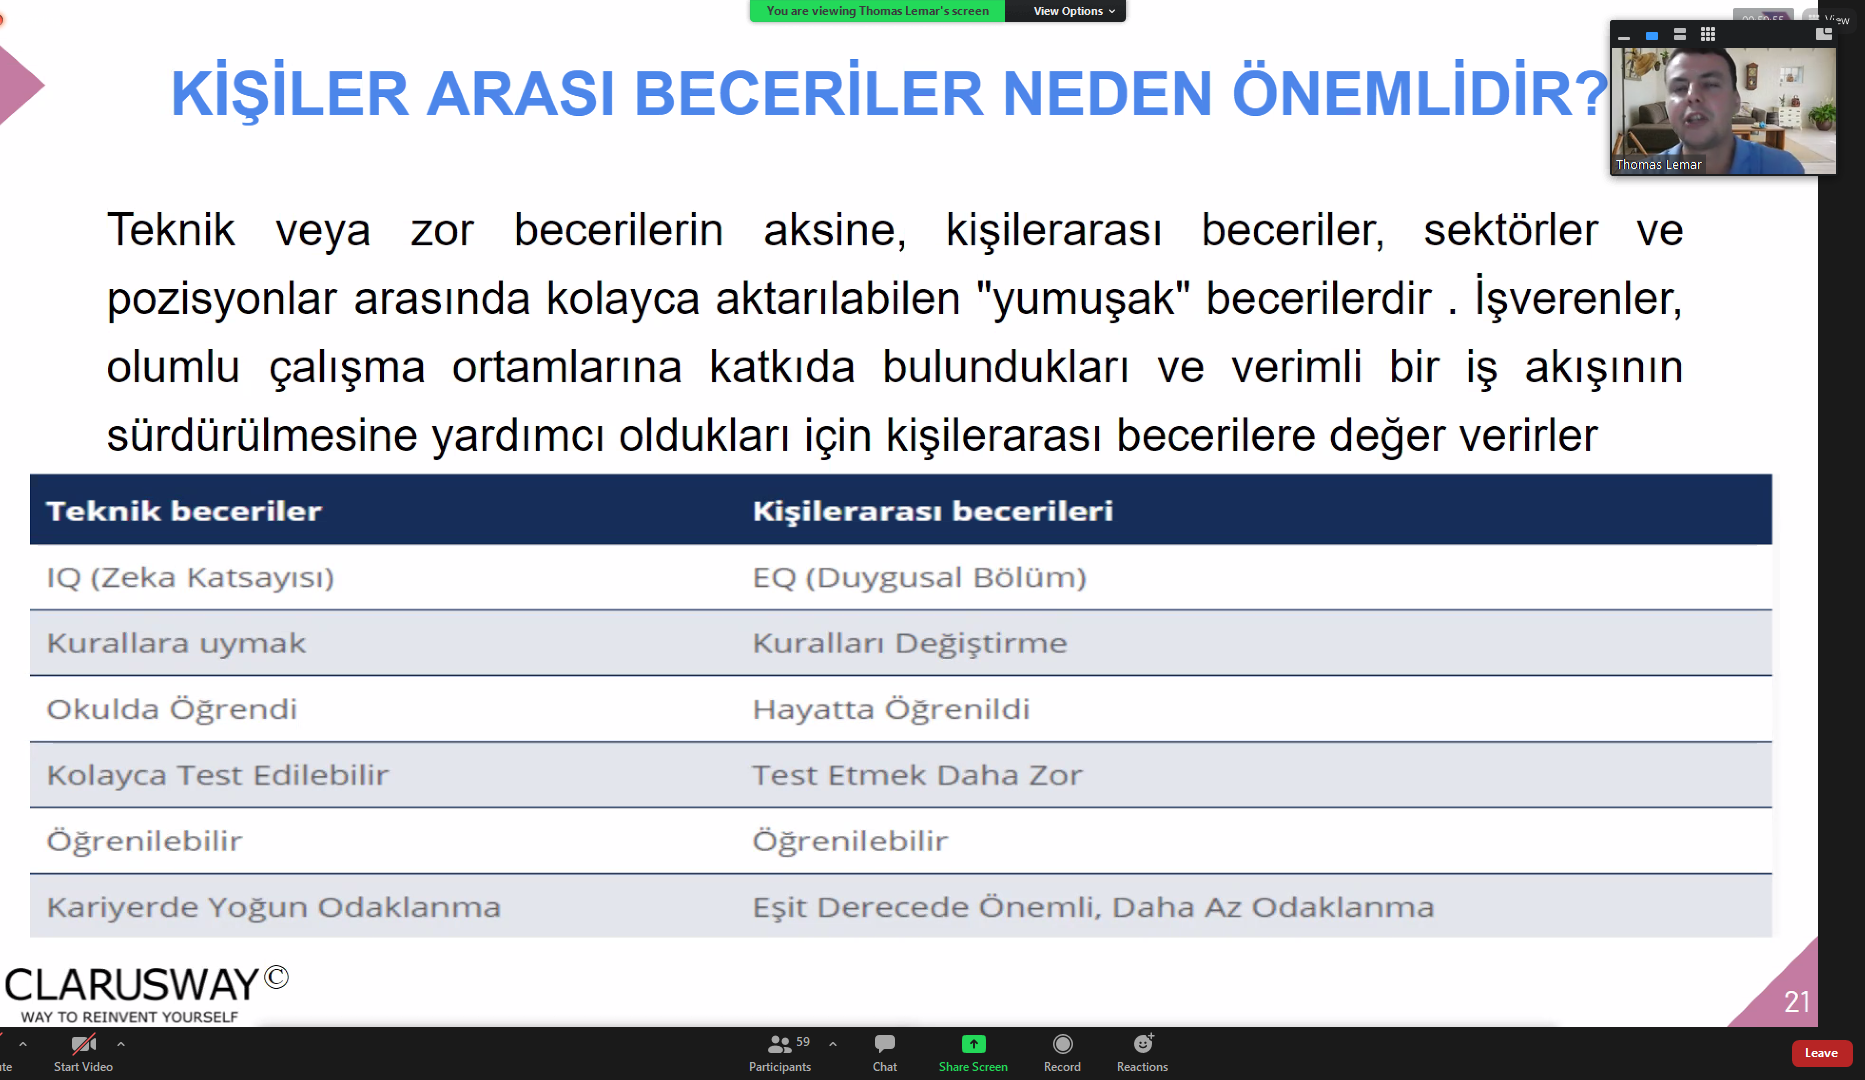 You are viewing Thomas Lemar's screen
View Options
View
KİŞİLER ARASI BECERİLER NEDEN ÖNEMLİDİR?
Thomas Lemar
Teknik veya zor becerilerin aksine, kişilerarası beceriler, sektörler ve
pozisyonlar arasında kolayca aktarılabilen "yumuşak" becerilerdir . İşverenler,
olumlu çalışma ortamlarına katkıda bulundukları ve verimli bir iş akışının
sürdürülmesine yardımcı oldukları için kişilerarası becerilere değer verirler
Teknik beceriler Kişilerarası becerileri
IQ (Zeka Katsayısı) EQ (Duygusal Bölüm)
Kurallara uymak Kuralları Değiştirme
Okulda Öğrendi Hayatta Öğrenildi
Kolayca Test Edilebilir Test Etmek Daha Zor
Öğrenilebilir Öğrenilebilir
Kariyerde Yoğun Odaklanma Eşit Derecede Önemli, Daha Az Odaklanma
CLARUSWAY©
WAY TO REINVENT YOURSELF
21
Start Video
59
Participants
Chat
Share Screen
Record
Reactions
Leave